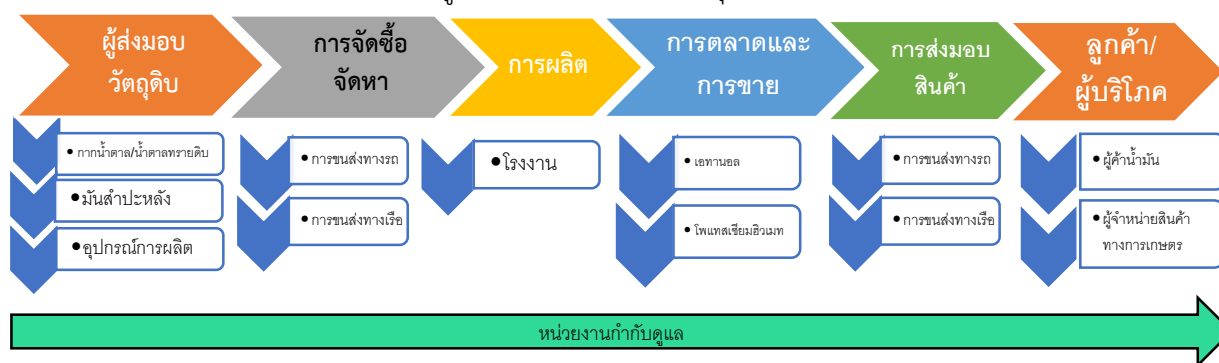 ผู้ส่งมอบ
วัตถุดิบ
การจัดซื้อ
จัดหา
การผลิต
การตลาดและ
การขาย
การส่งมอบ
สินค้า
ลูกค้า/
ผู้บริโภค
• กากน้ำตาล/น้ำตาลทรายดิบ
• มันสำปะหลัง
• อุปกรณ์การผลิต
• การขนส่งทางรถ
• การขนส่งทางเรือ
• โรงงาน
• เอทานอล
• โพแทสเซียมฮิวเมท
• การขนส่งทางรถ
• การขนส่งทางเรือ
• ผู้ค้าน้ำมัน
• ผู้จำหน่ายสินค้า
ทางการเกษตร
หน่วยงานกำกับดูแล